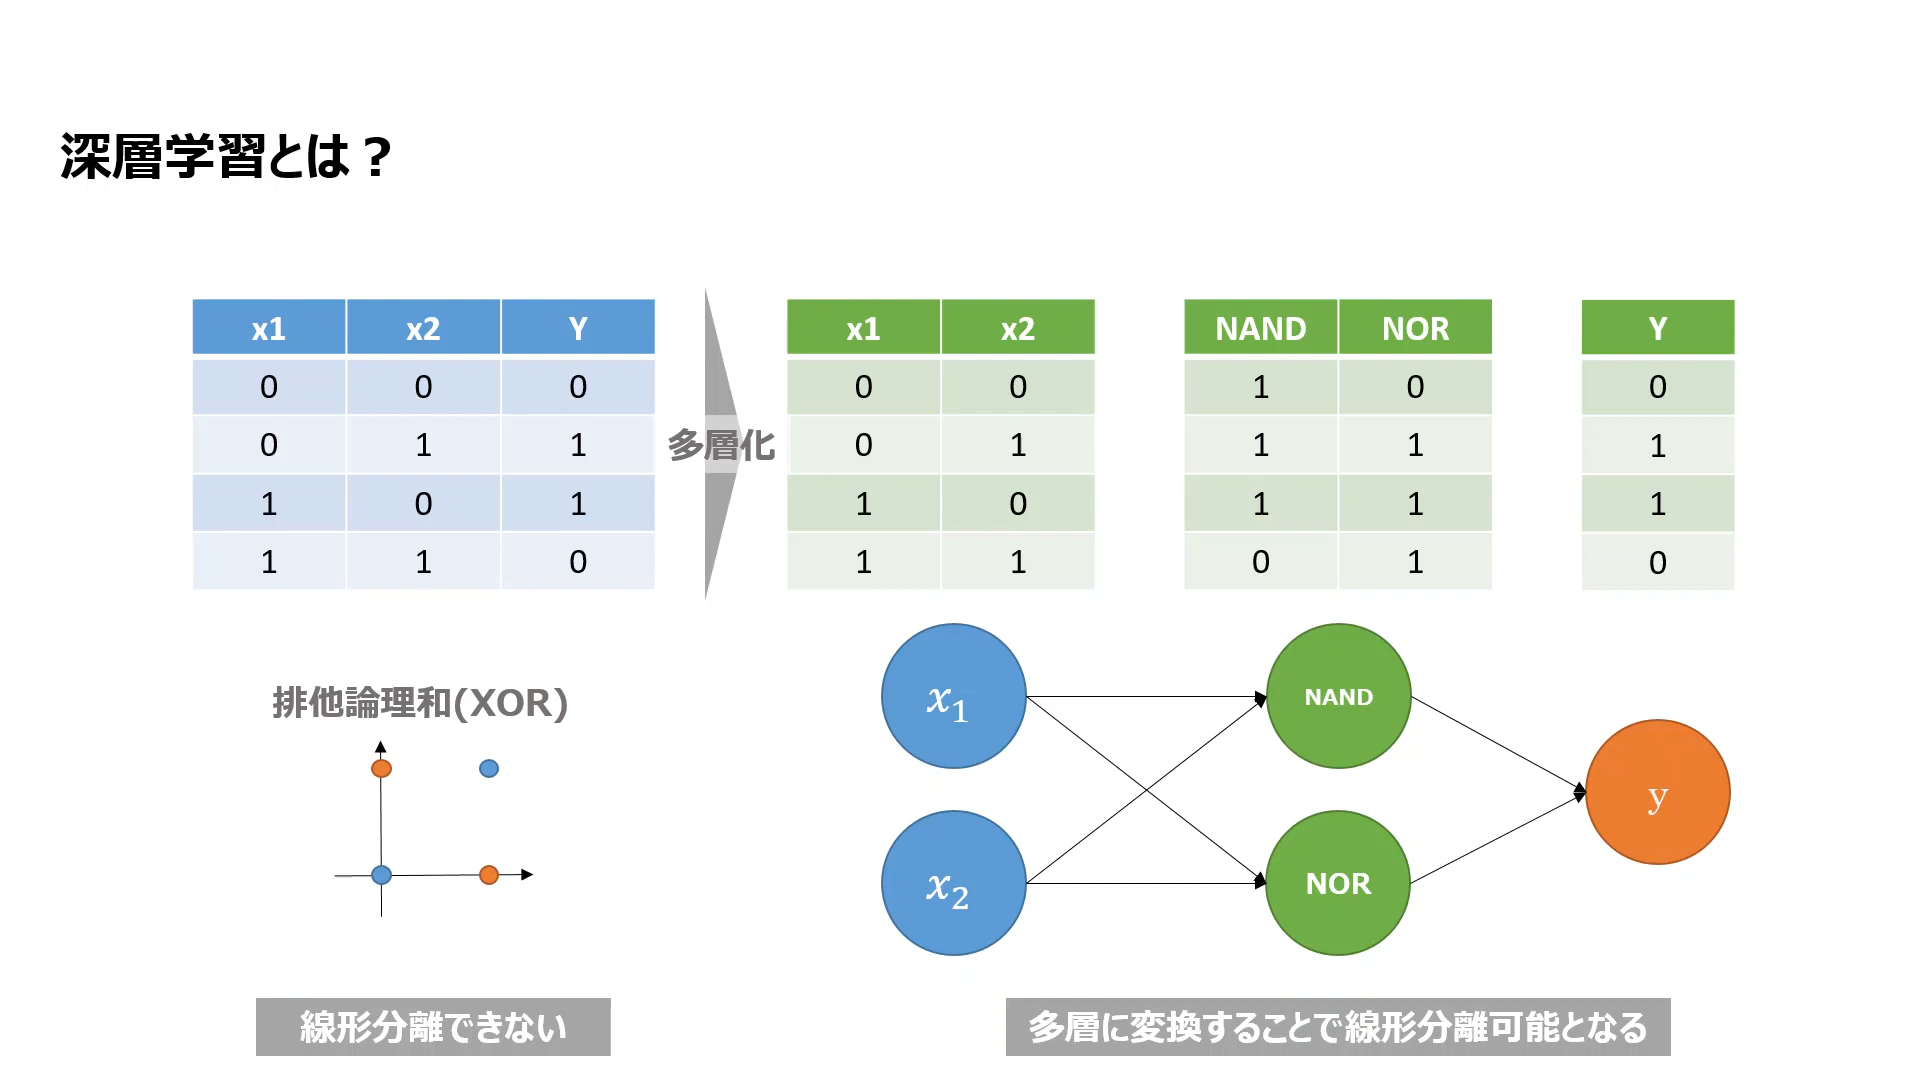 深層学習とは？
x1 x2 Y
0 0 0
0 1 1
1 0 1
1 1 0
多層化
x1 x2 NAND NOR Y
0 0 1 0 0
0 1 1 1 1
1 0 1 1 1
1 1 0 1 0
排他論理和(XOR)
x1
x2
NAND
NOR
y
線形分離できない
多層に変換することで線形分離可能となる